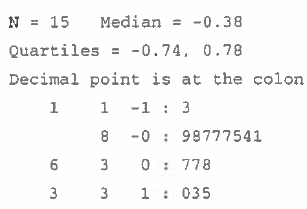 N = 15 Median = -0.38
Quartiles = -0.74, 0.78
Decimal point is at the colon
1 1 -1 : 3
8 -0 : 98777541
6 3 0 : 778
3 3 1 : 035